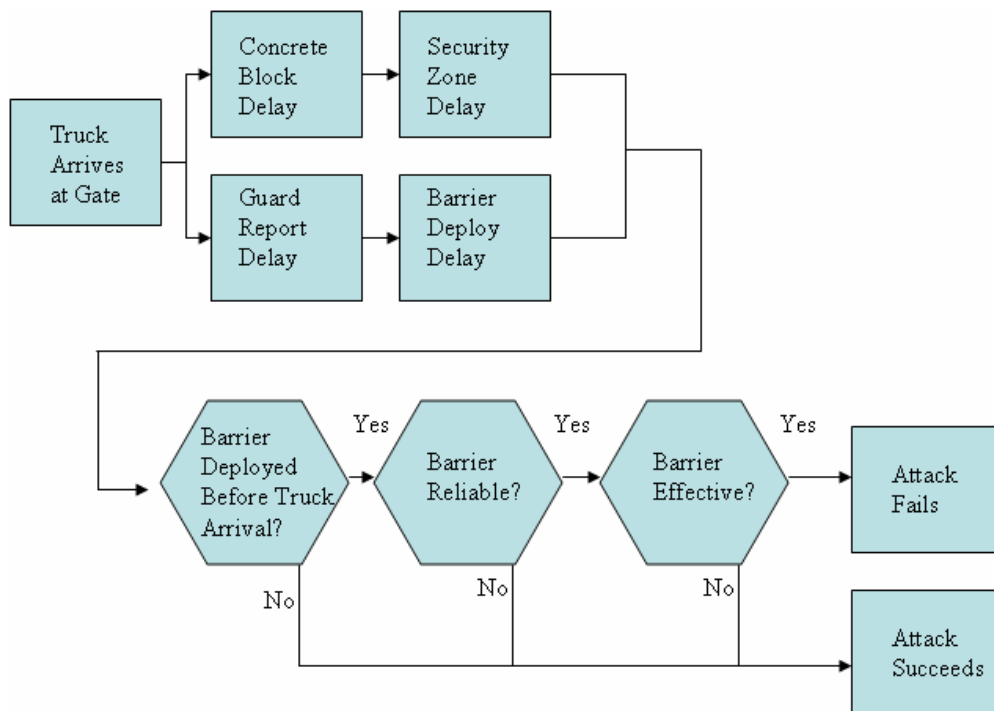 Concrete
Block
Delay
Security
Zone
Delay
Truck
Arrives
at Gate
Guard
Report
Delay
Barrier
Deploy
Delay
Barrier
Deployed
Before Truck
Arrival?
Yes
Barrier
Reliable?
Yes
Barrier
Effective?
Yes
Attack
Fails
No
No
No
Attack
Succeeds